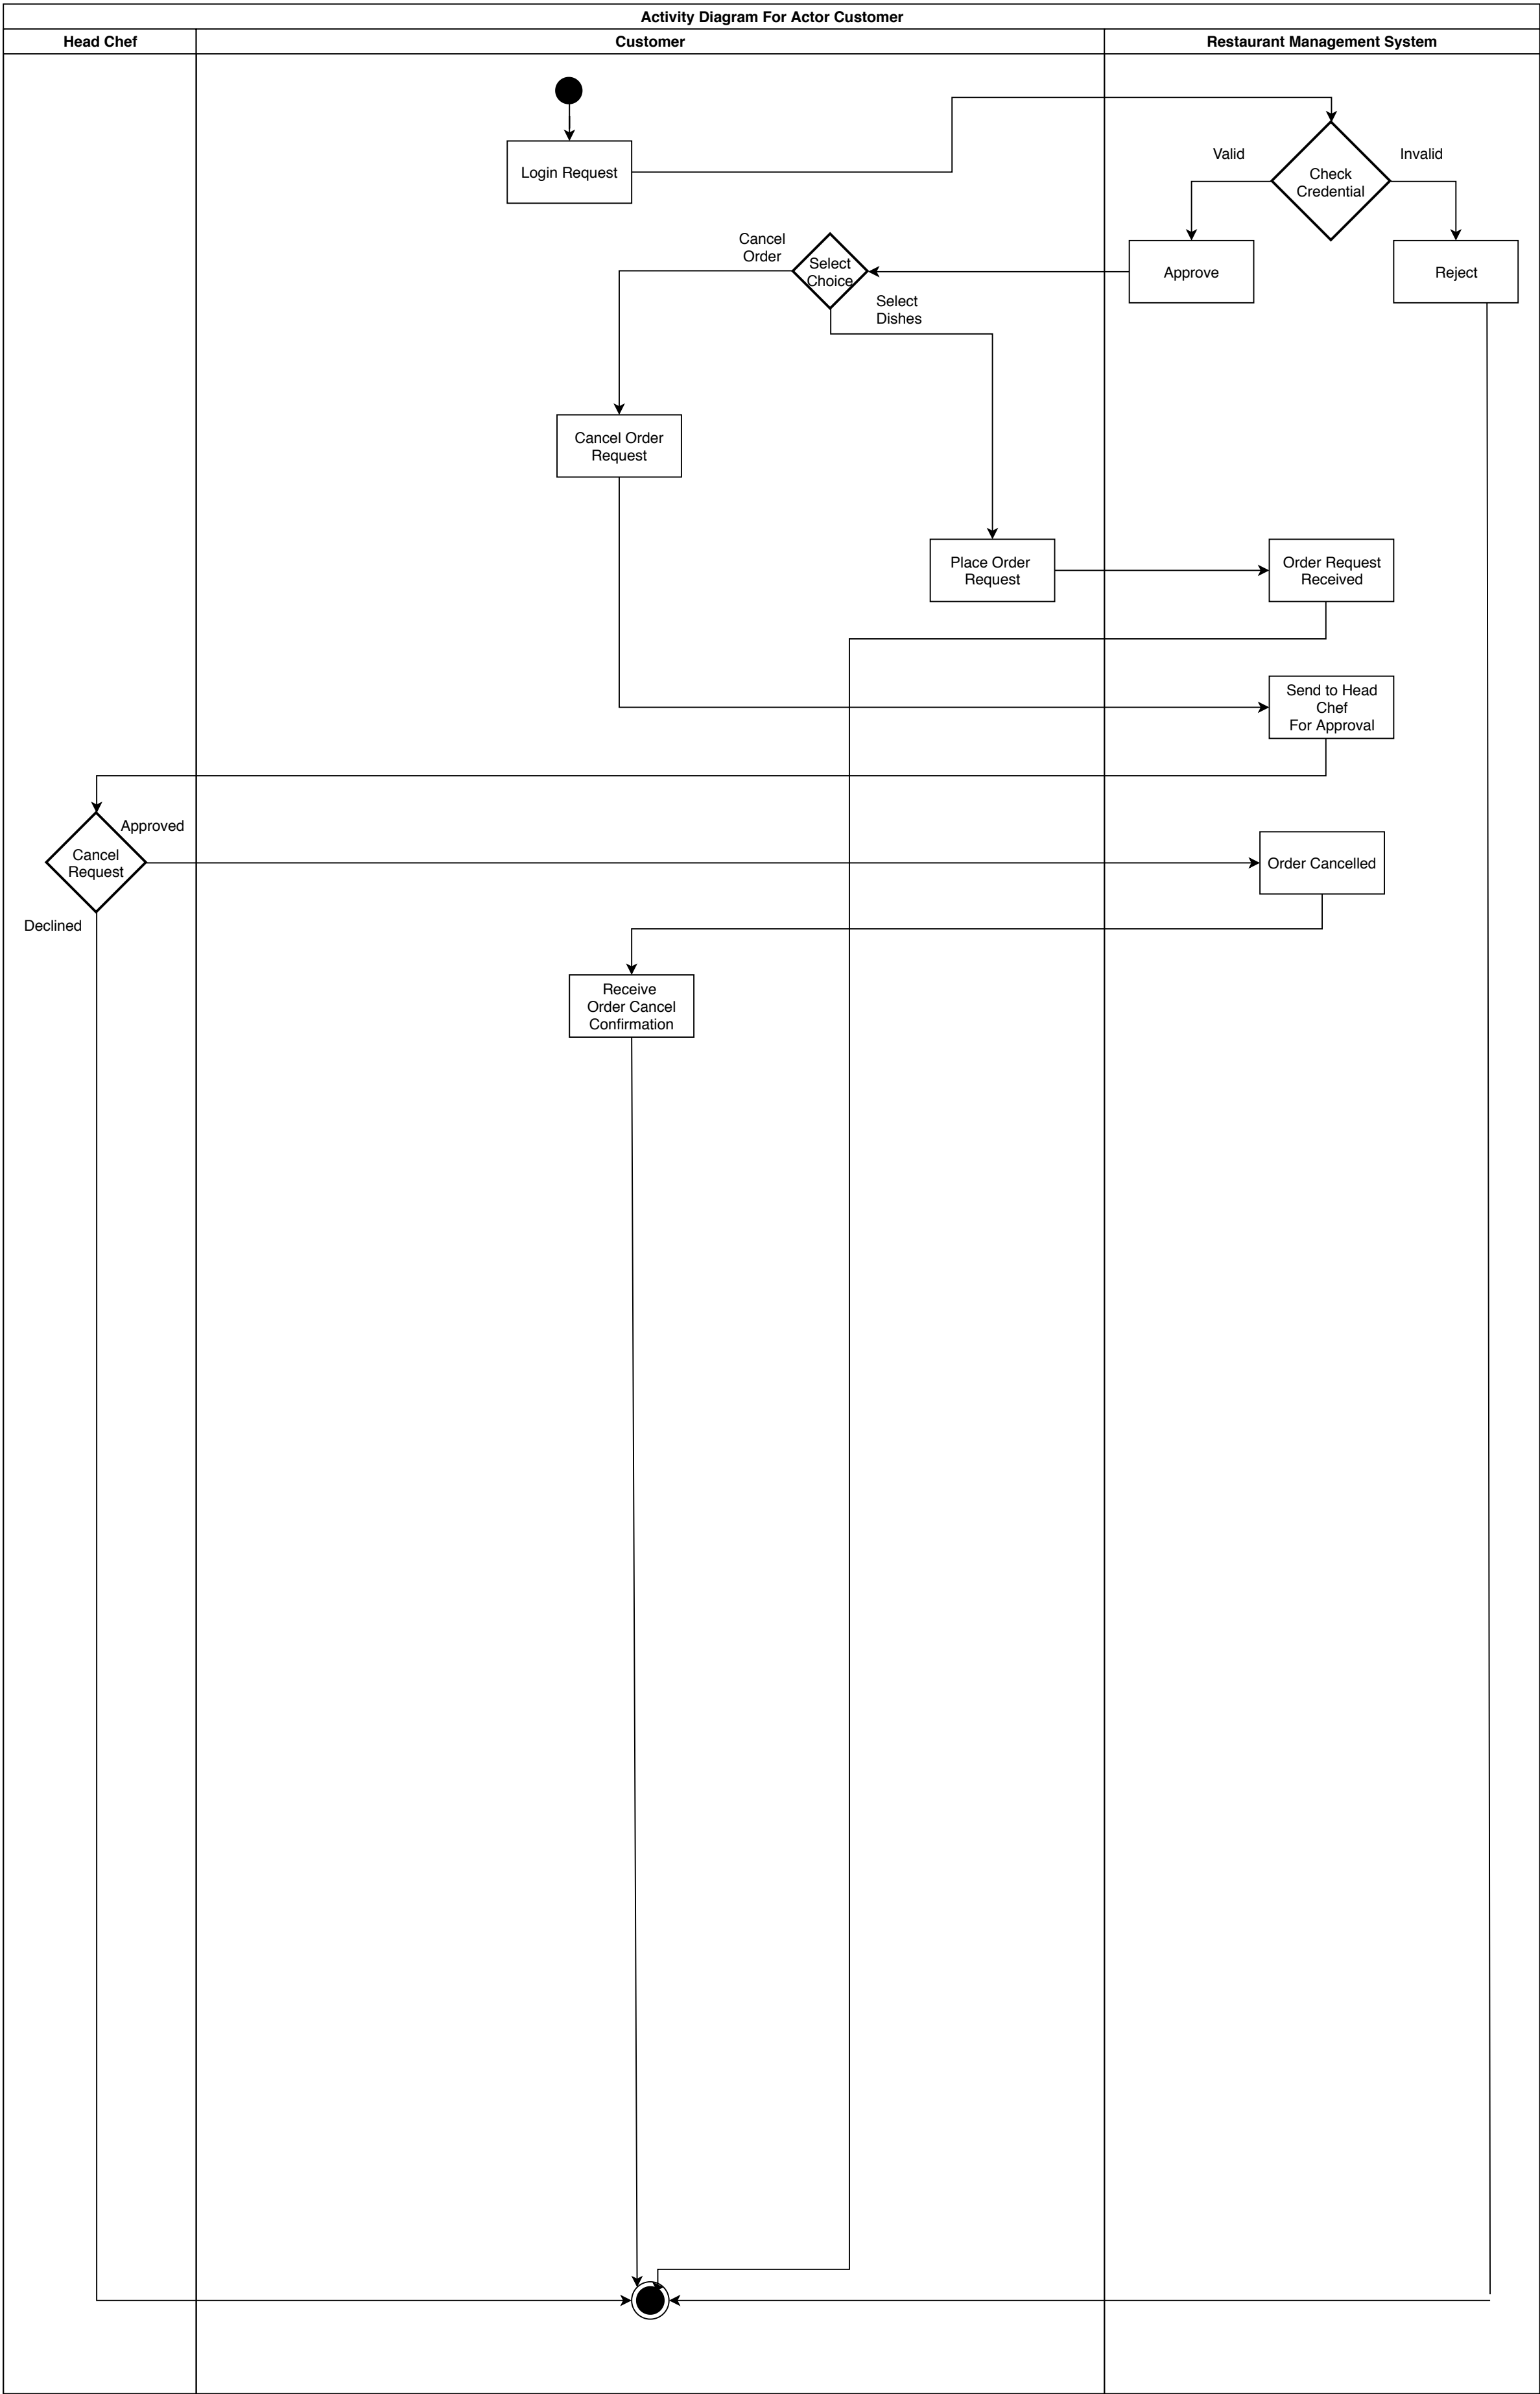 Activity Diagram For Actor Customer
Head Chef
Customer
Restaurant Management System
Login Request
Valid
Invalid
Check
Credential
Cancel
Order
Select
Choice
Select
Dishes
Approve
Reject
Cancel Order
Request
Place Order
Request
Order Request
Received
Send to Head
Chef
For Approval
Approved
Cancel
Request
Declined
Order Cancelled
Receive
Order Cancel
Confirmation